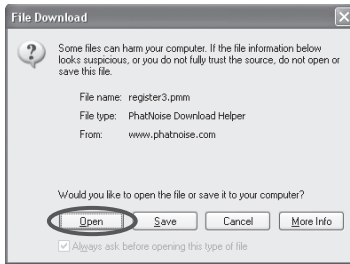 File Download
Some files can harm your computer. If the file information below
looks suspicious, or you do not fully trust the source, do not open or
save this file.
File name: register3.pmm
File type: PhatNoise Download Helper
From: www.phatnoise.com
Would you like to open the file or save it to your computer?
Open Save Cancel More Info
Always ask before opening this type of file